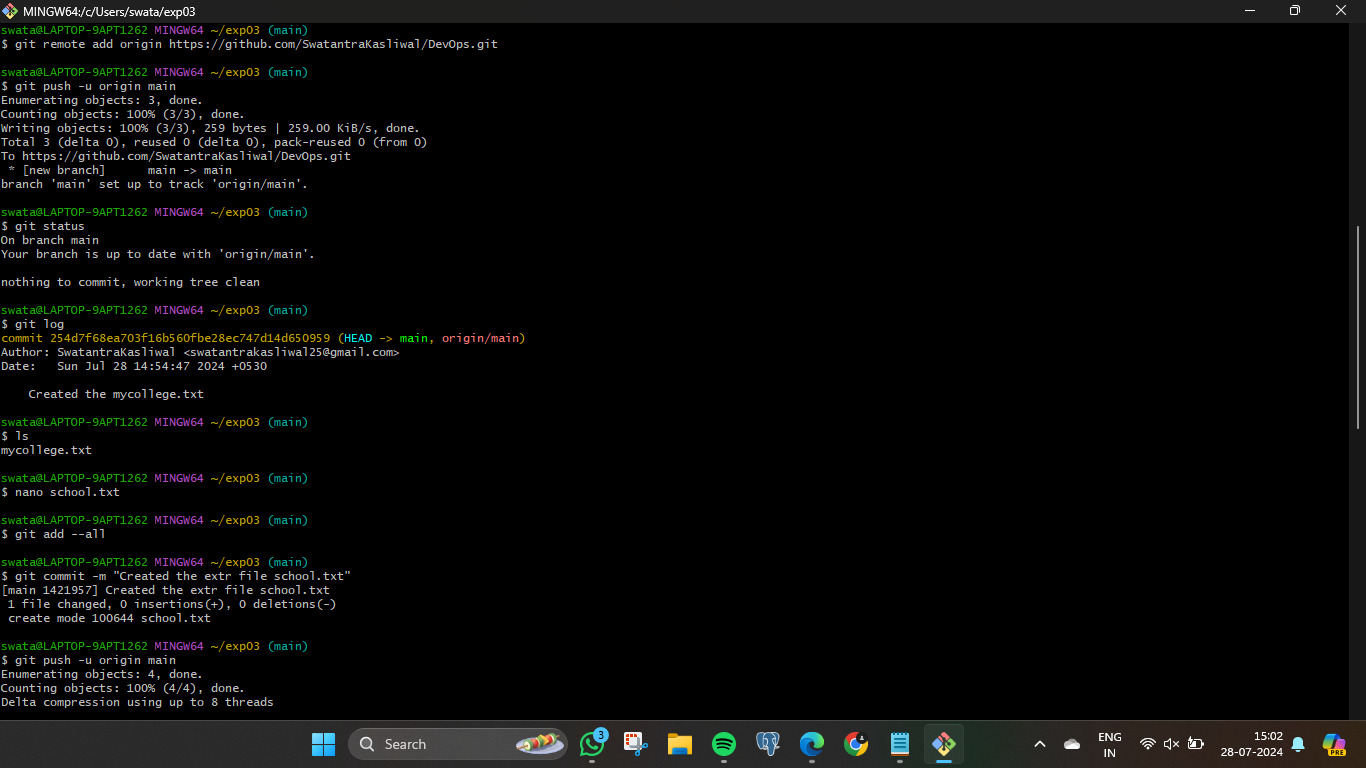 MINGW64:/c/Users/swata/exp03
swata@LAPTOP-9APT1262 MINGW64 ~/exp03 (main)
$ git remote add origin https://github.com/SwatantraKasliwal/DevOps.git
swata@LAPTOP-9APT1262 MINGW64 ~/exp03 (main)
$ git push -u origin main
Enumerating objects: 3, done.
Counting objects: 100% (3/3), done.
Writing objects: 100% (3/3), 259 bytes | 259.00 KiB/s, done.
Total 3 (delta 0), reused 0 (delta 0), pack-reused 0 (from 0)
To https://github.com/SwatantraKasliwal/DevOps.git
 * [new branch]      main -> main
branch 'main' set up to track 'origin/main'.
swata@LAPTOP-9APT1262 MINGW64 ~/exp03 (main)
$ git status
On branch main
Your branch is up to date with 'origin/main'.
nothing to commit, working tree clean
swata@LAPTOP-9APT1262 MINGW64 ~/exp03 (main)
$ git log
commit 254d7f68ea703f16b560fbe28ec747d14d650959 (HEAD -> main, origin/main)
Author: SwatantraKasliwal <swatantrakasliwal25@gmail.com>
Date:   Sun Jul 28 14:54:47 2024 +0530
    Created the mycollege.txt
swata@LAPTOP-9APT1262 MINGW64 ~/exp03 (main)
$ ls
mycollege.txt
swata@LAPTOP-9APT1262 MINGW64 ~/exp03 (main)
$ nano school.txt
swata@LAPTOP-9APT1262 MINGW64 ~/exp03 (main)
$ git add --all
swata@LAPTOP-9APT1262 MINGW64 ~/exp03 (main)
$ git commit -m "Created the extr file school.txt"
[main 1421957] Created the extr file school.txt
 1 file changed, 0 insertions(+), 0 deletions(-)
 create mode 100644 school.txt
swata@LAPTOP-9APT1262 MINGW64 ~/exp03 (main)
$ git push -u origin main
Enumerating objects: 4, done.
Counting objects: 100% (4/4), done.
Delta compression using up to 8 threads
Search
3
ENG
IN
15:02
28-07-2024
PRE